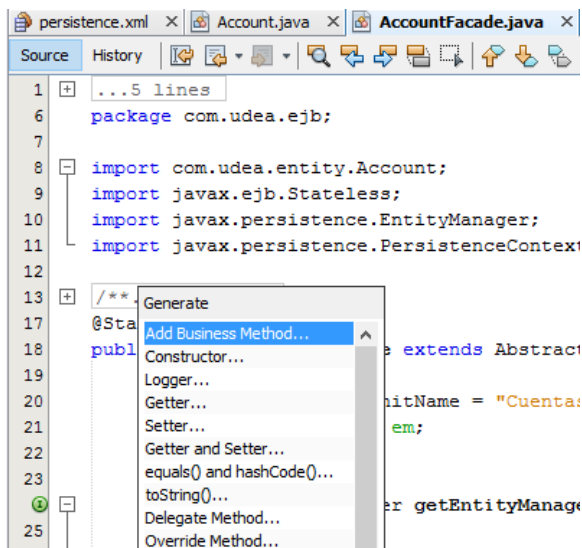 persistence.xml × Account.java × AccountFacade.java ×
Source History
1 ...5 lines
6 package com.udea.ejb;
7
8 import com.udea.entity.Account;
9 import javax.ejb.Stateless;
10 import javax.persistence.EntityManager;
11 import javax.persistence.PersistenceContext
12
13 /**.
17 @Sta
18 publ e extends Abstract
19
20 nitName = "Cuentas
21 em;
22
23
er getEntityManage
25
Generate
Add Business Method...
Constructor...
Logger...
Getter...
Setter...
Getter and Setter...
equals() and hashCode()...
toString()...
Delegate Method...
Override Method...